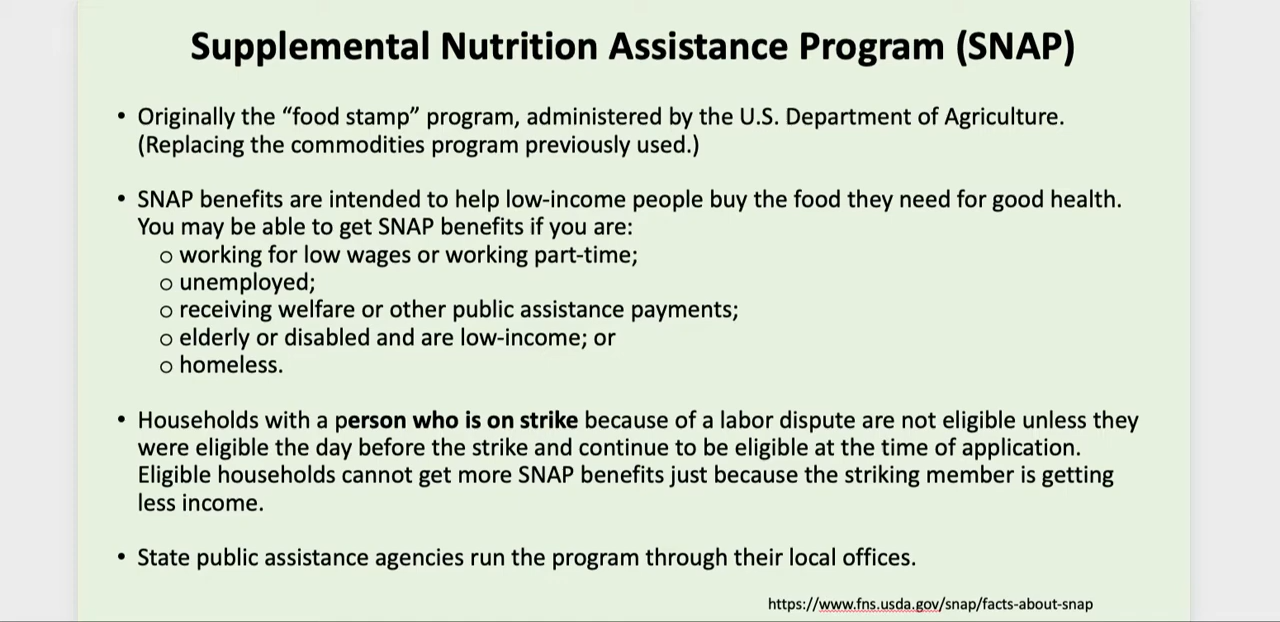 Supplemental Nutrition Assistance Program (SNAP)
• Originally the “food stamp” program, administered by the U.S. Department of Agriculture.
(Replacing the commodities program previously used.)
• SNAP benefits are intended to help low-income people buy the food they need for good health.
You may be able to get SNAP benefits if you are:
o working for low wages or working part-time;
o unemployed;
o receiving welfare or other public assistance payments;
o elderly or disabled and are low-income; or
o homeless.
• Households with a person who is on strike because of a labor dispute are not eligible unless they
were eligible the day before the strike and continue to be eligible at the time of application.
Eligible households cannot get more SNAP benefits just because the striking member is getting
less income.
• State public assistance agencies run the program through their local offices.
https://www.fns.usda.gov/snap/facts-about-snap